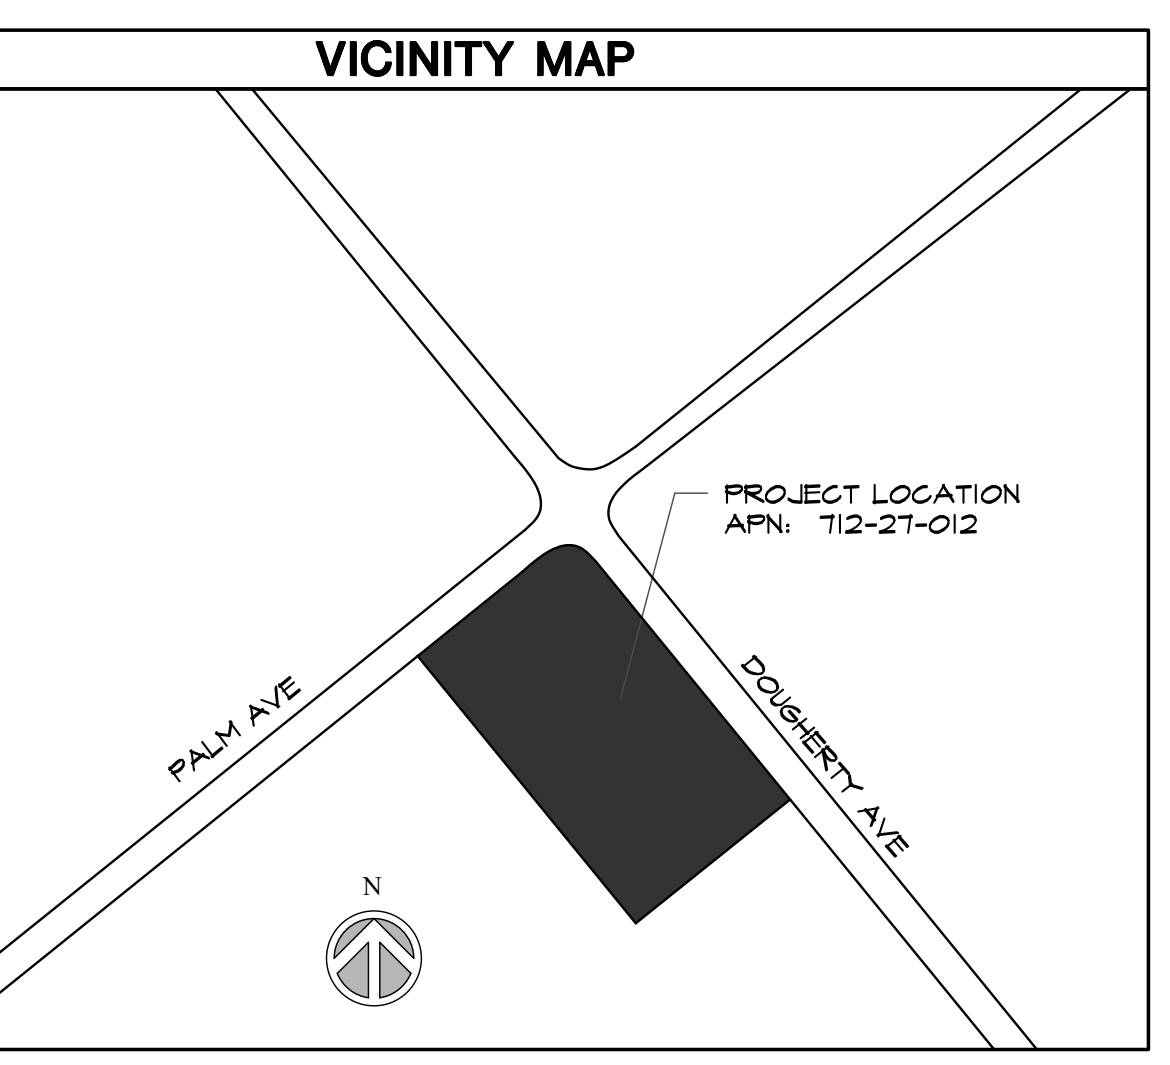 VICINITY MAP
PROJECT LOCATION
APN: 712-27-012
DOUGHERTY AVE
PALM AVE
N